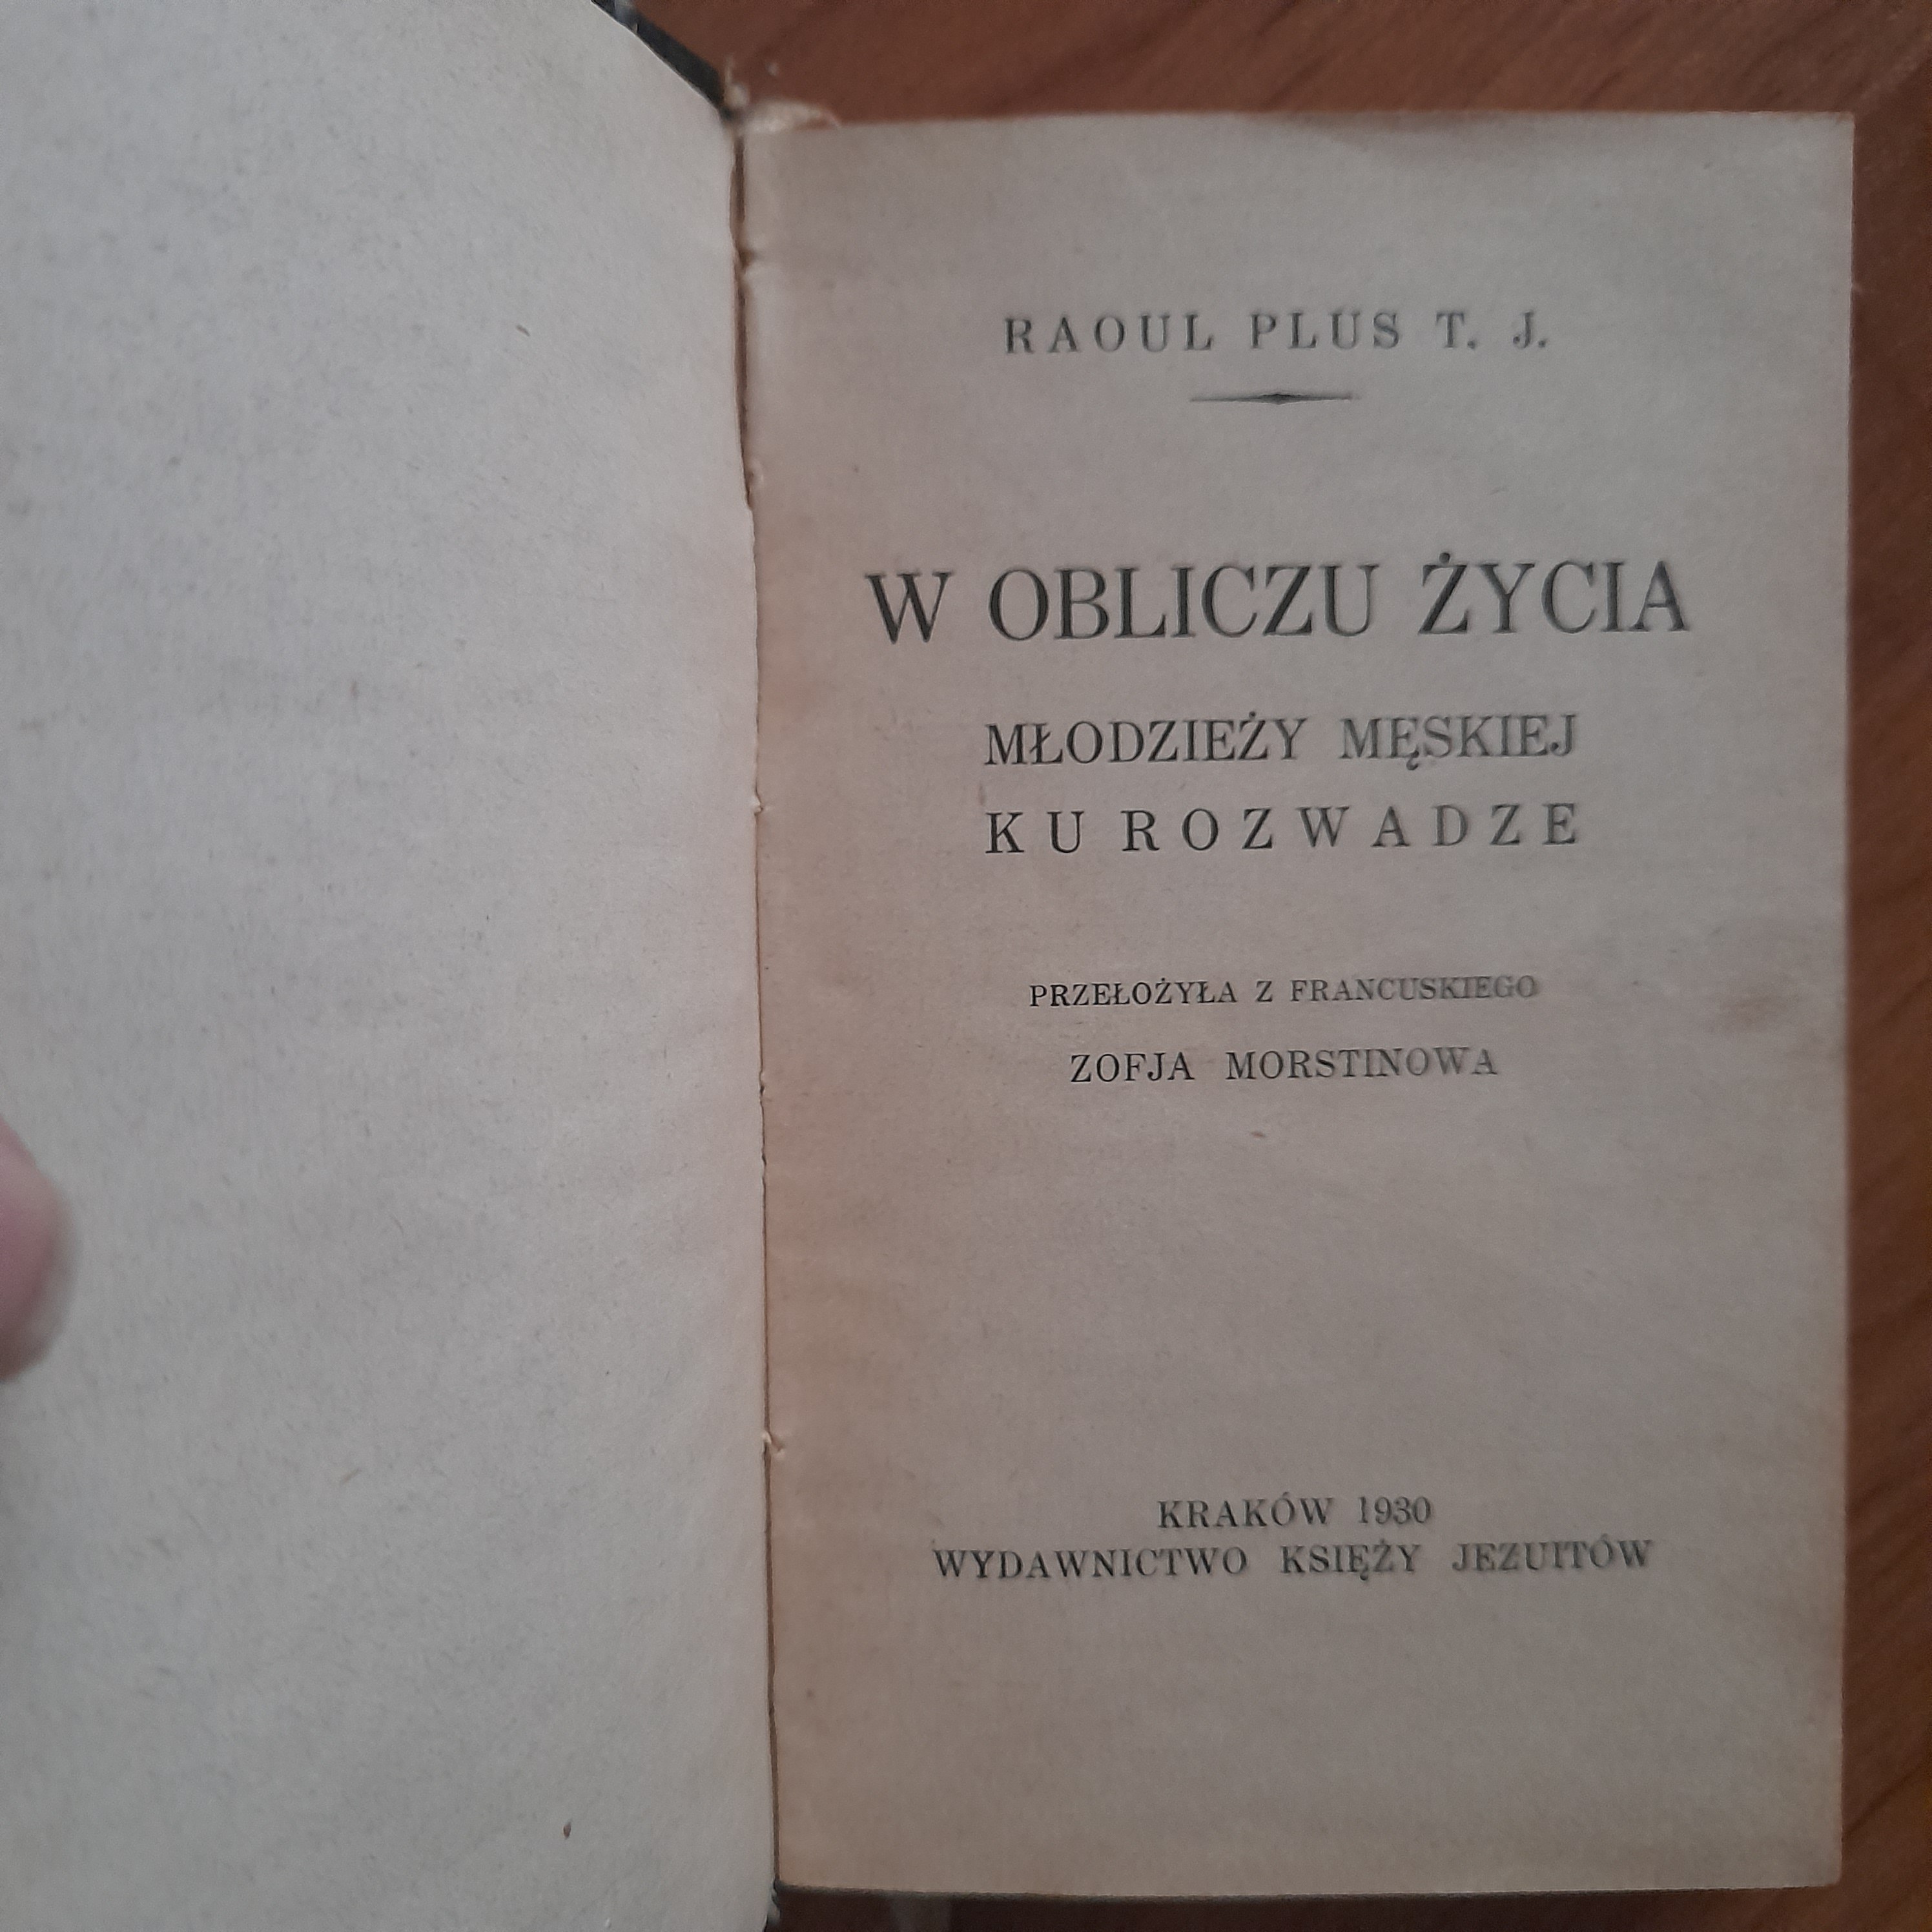 RAOUL PLUS T. J.
W OBLICZU ŻYCIA
MŁODZIEŻY MĘSKIEJ
KU ROZWADZE
PRZEŁOŻYŁA Z FRANCUSKIEGO
ZOFJA MORSTINOWA
KRAKÓW 1930
WYDAWNICTWO KSIĘŻY JEZUITÓW